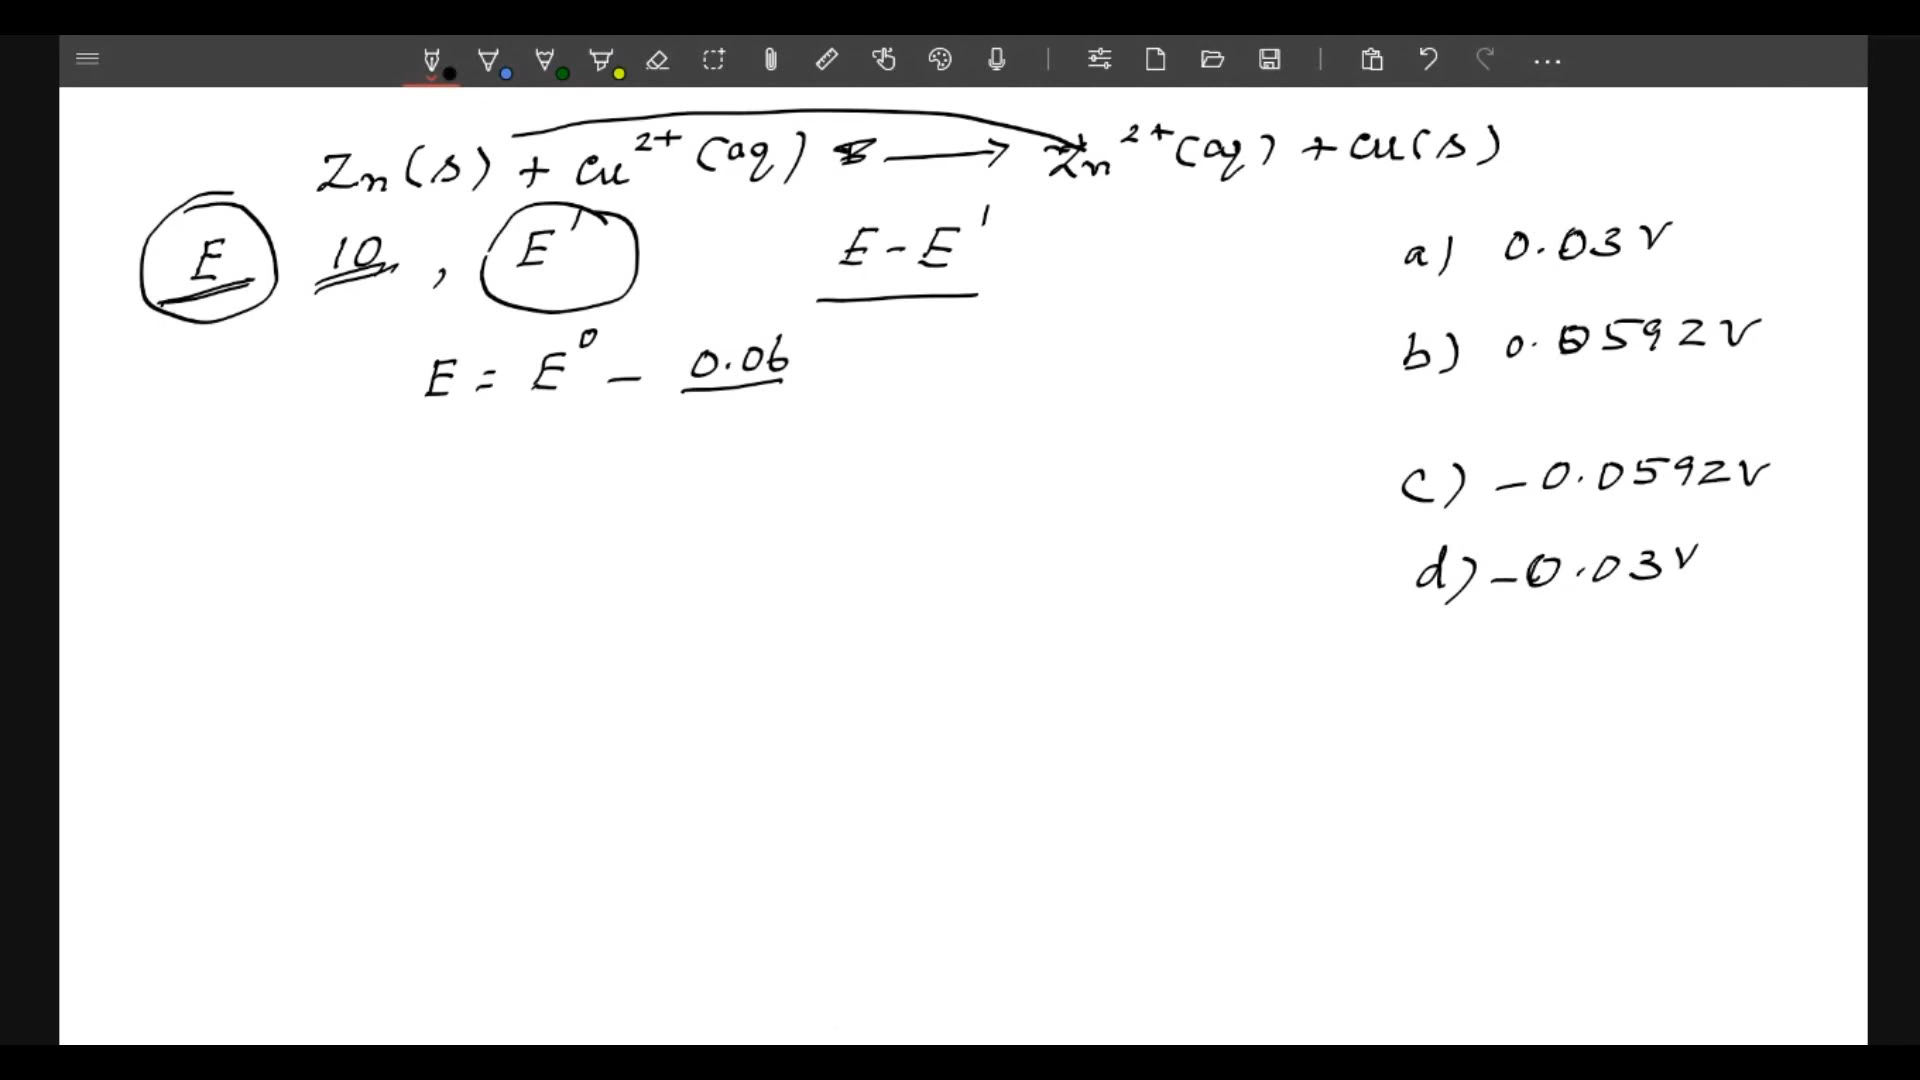 Zn(s) + Cu²⁺(aq) ⟶ Zn²⁺(aq) + Cu(s)
E 10, E' E - E'
a) 0.03 V
b) 0.0592 V
E = E⁰ - 0.06
c) -0.0592 V
d) -0.03 V